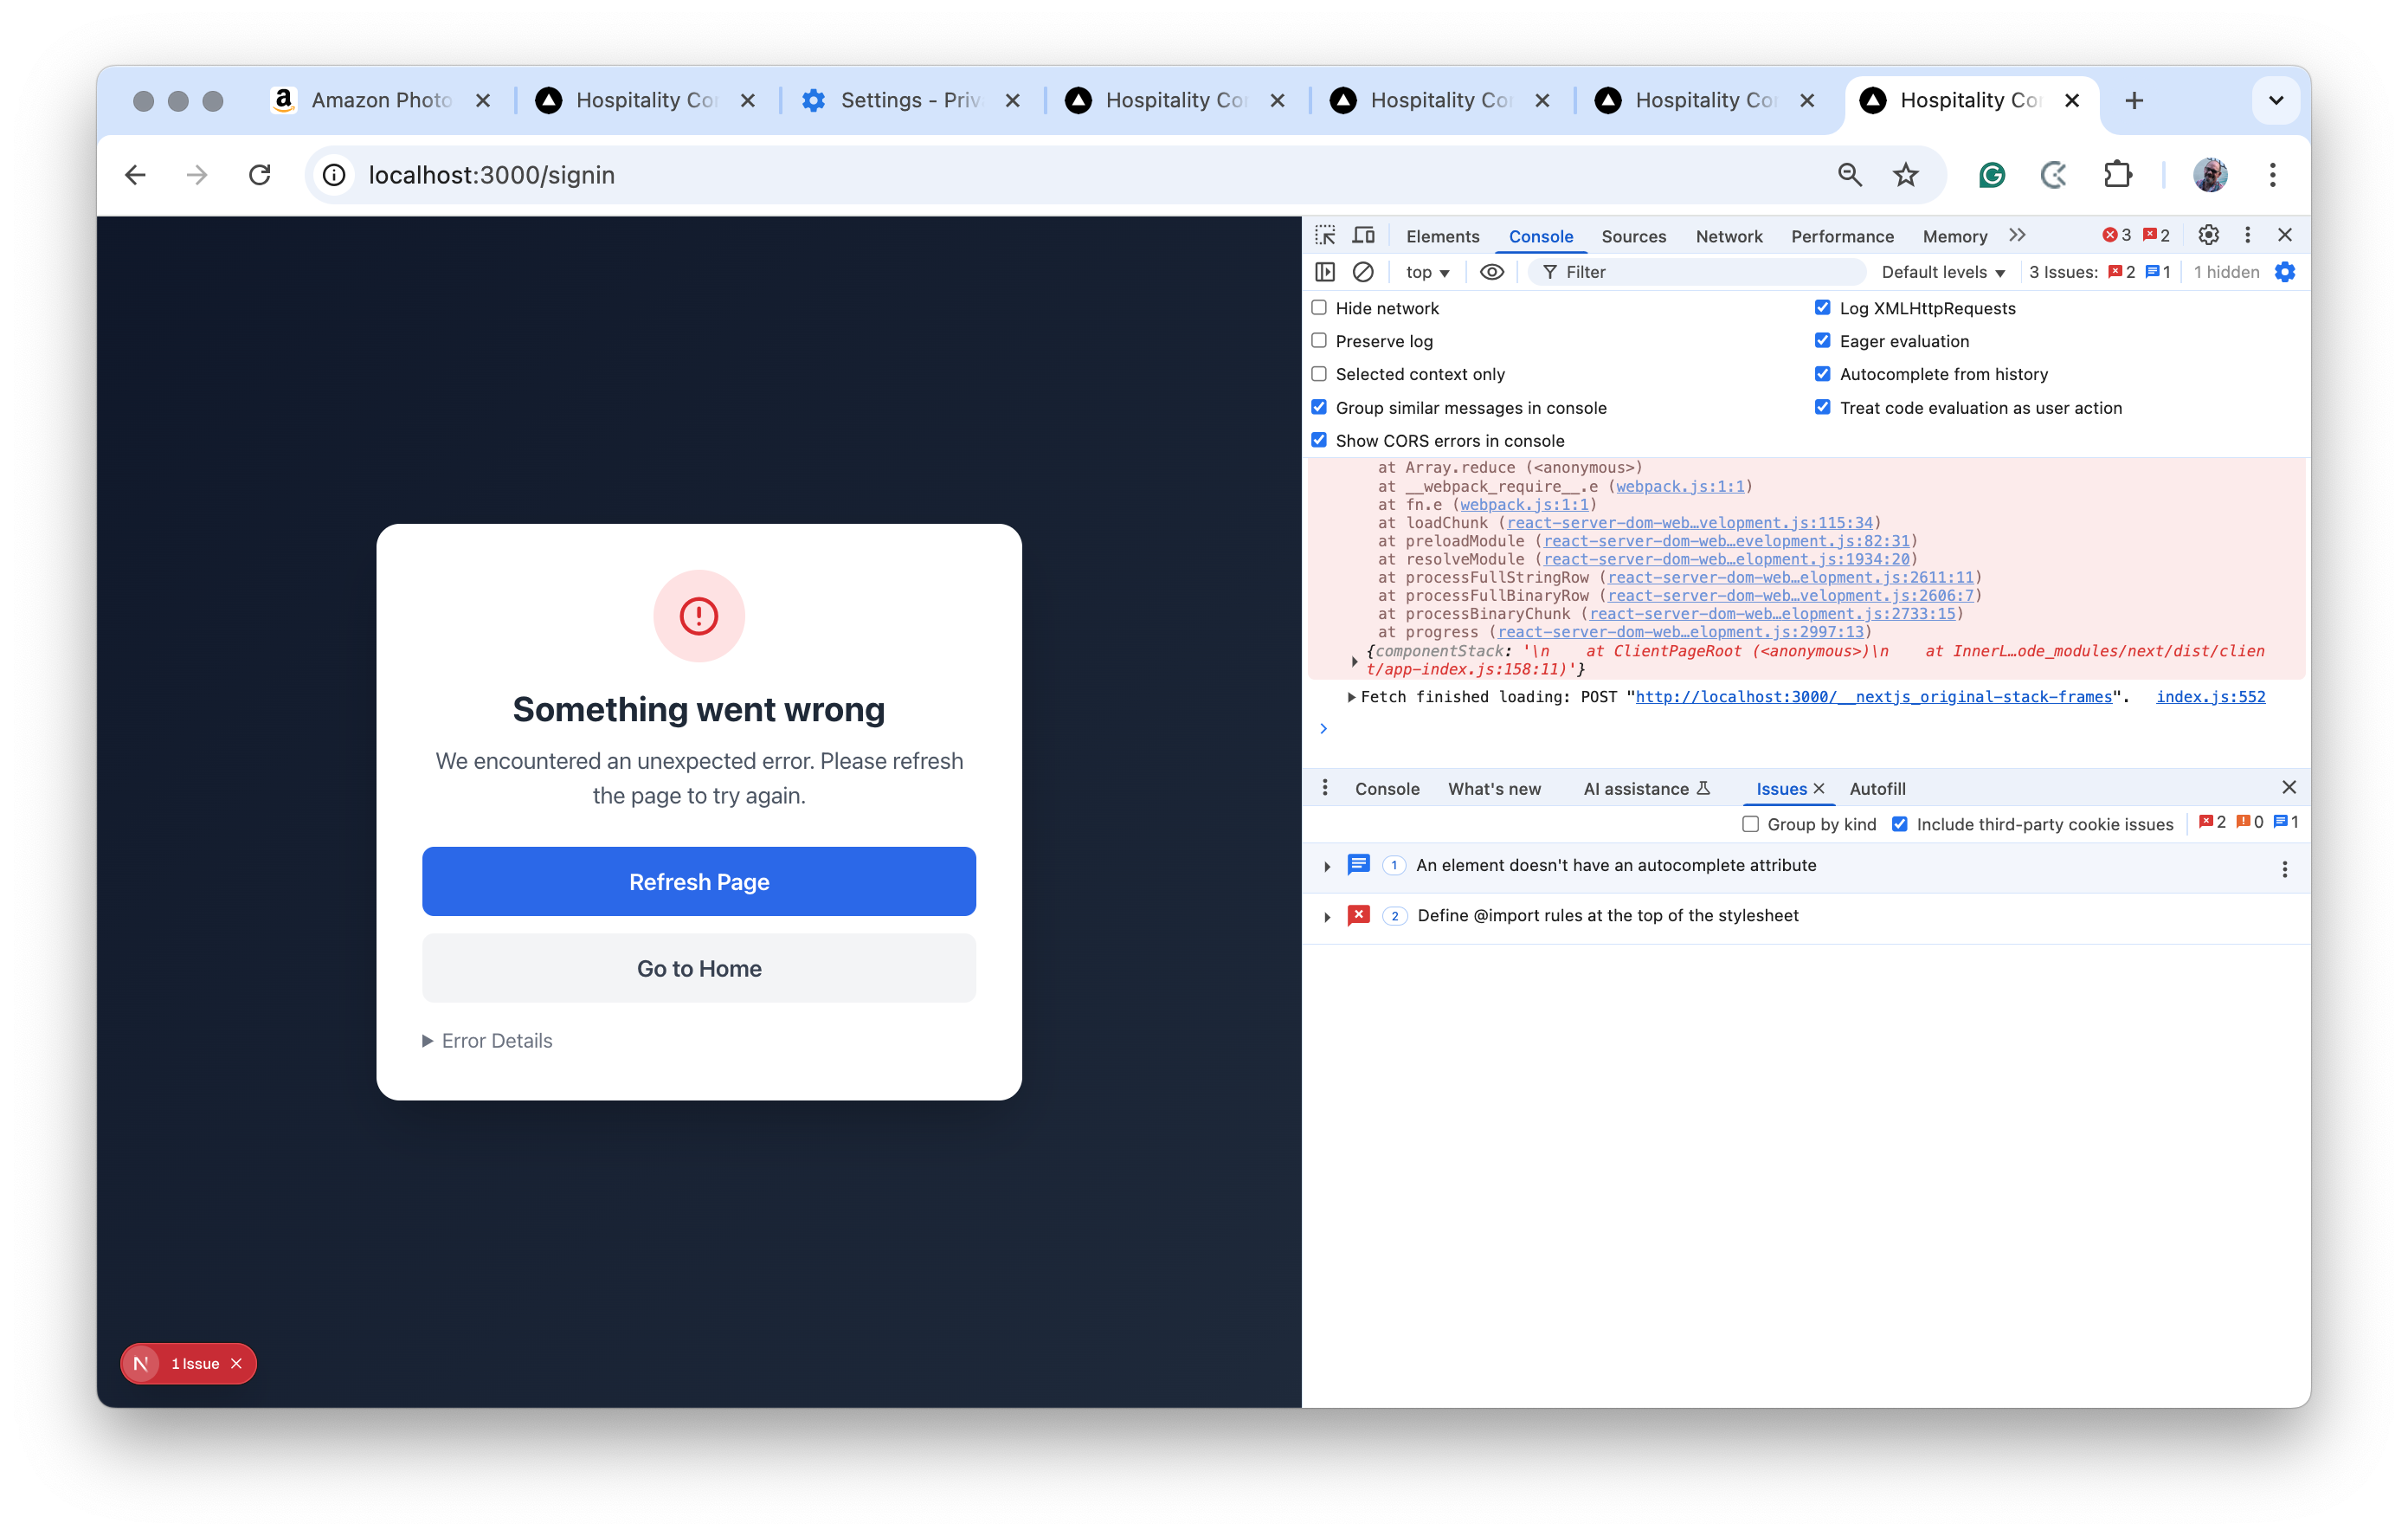 Amazon Photo
Hospitality Cor
Settings - Priv
Hospitality Cor
Hospitality Cor
Hospitality Cor
Hospitality Cor
localhost:3000/signin
Elements Console Sources Network Performance Memory 3 2
top Filter Default levels 3 Issues: 2 1 1 hidden
Hide network
Log XMLHttpRequests
Preserve log
Eager evaluation
Selected context only
Autocomplete from history
Group similar messages in console
Treat code evaluation as user action
Show CORS errors in console
at Array.reduce (<anonymous>)
at __webpack_require__.e (webpack.js:1:1)
at fn.e (webpack.js:1:1)
at loadChunk (react-server-dom-web…velopment.js:115:34)
at preloadModule (react-server-dom-web…evelopment.js:82:31)
at resolveModule (react-server-dom-web…elopment.js:1934:20)
at processFullStringRow (react-server-dom-web…elopment.js:2611:11)
at processFullBinaryRow (react-server-dom-web…velopment.js:2606:7)
at processBinaryChunk (react-server-dom-web…elopment.js:2733:15)
at progress (react-server-dom-web…elopment.js:2997:13)
{componentStack: '\n    at ClientPageRoot (<anonymous>)\n    at InnerL…ode_modules/next/dist/clien
t/app-index.js:158:11)'}
Fetch finished loading: POST "http://localhost:3000/__nextjs_original-stack-frames". index.js:552
Console What's new AI assistance Issues Autofill
Group by kind Include third-party cookie issues 2 0 1
1 An element doesn't have an autocomplete attribute
2 Define @import rules at the top of the stylesheet
Something went wrong
We encountered an unexpected error. Please refresh
the page to try again.
Refresh Page
Go to Home
Error Details
N 1 Issue